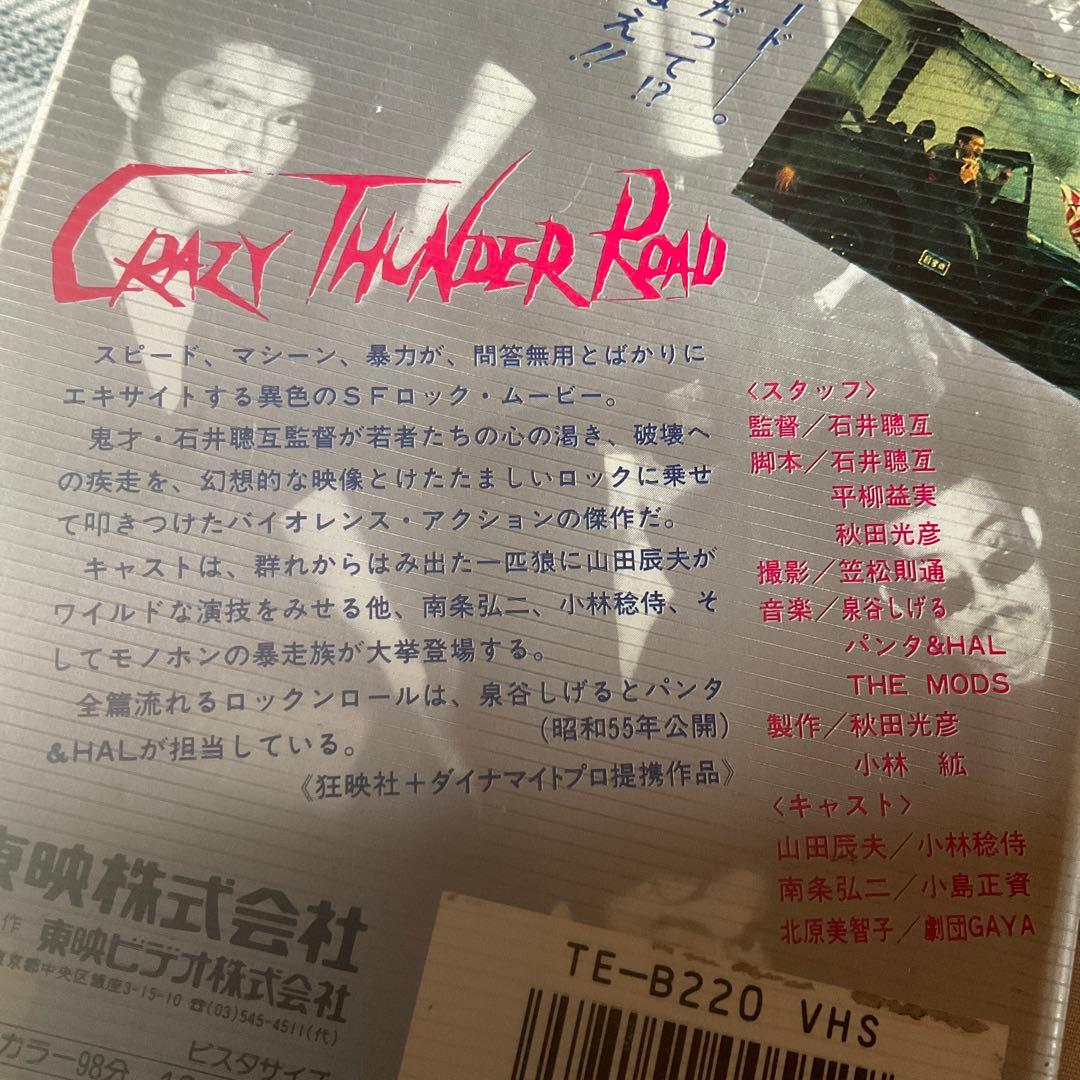 ード――。
だって!?
え!!
CRAZY THUNDER ROAD
スピード、マシーン、暴力が、問答無用とばかりに
エキサイトする異色のSFロック・ムービー。
鬼才・石井聰亙監督が若者たちの心の渇き、破壊へ
の疾走を、幻想的な映像とけたたましいロックに乗せ
て叩きつけたバイオレンス・アクションの傑作だ。
キャストは、群れからはみ出た一匹狼に山田辰夫が
ワイルドな演技をみせる他、南条弘二、小林稔侍、そ
してモノホンの暴走族が大挙登場する。
全篇流れるロックンロールは、泉谷しげるとパンタ
&HALが担当している。
(昭和55年公開)
《狂映社+ダイナマイトプロ提携作品》
〈スタッフ〉
監督/石井聰亙
脚本/石井聰亙
平柳益実
秋田光彦
撮影/笠松則通
音楽/泉谷しげる
パンタ&HAL
THE MODS
製作/秋田光彦
小林 紘
〈キャスト〉
山田辰夫/小林稔侍
南条弘二/小島正資
北原美智子/劇団GAYA
東映株式会社
作 東映ビデオ株式会社
東京都中央区銀座3-15-10 ☎(03)545-4511(代)
カラー98分
ビスタサイズ
TE-B220 VHS